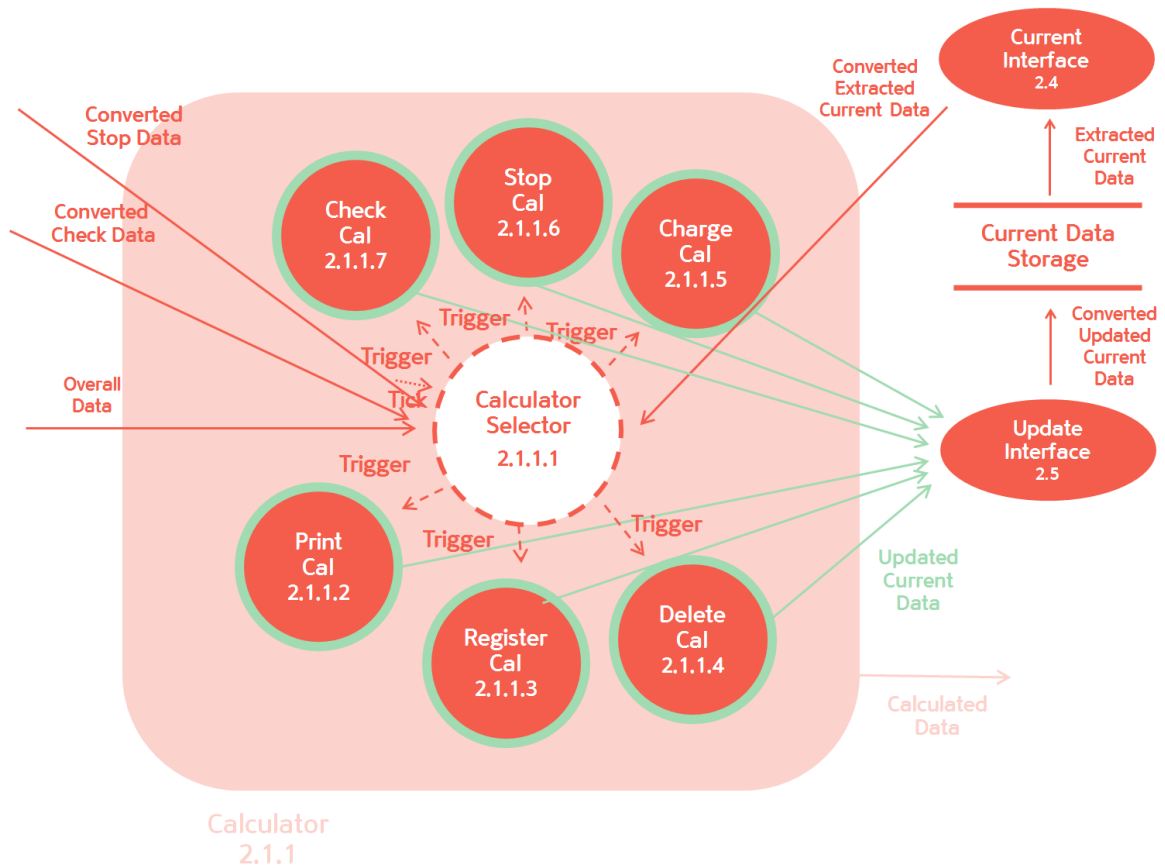 Current
Interface
2.4
Converted
Extracted
Current Data
Converted
Stop Data
Extracted
Current
Data
Stop
Cal
2.1.1.6
Check
Cal
2.1.1.7
Charge
Cal
2.1.1.5
Converted
Check Data
Current Data
Storage
Trigger
Trigger
Trigger
Converted
Updated
Current
Data
Overall
Data
Tick
Calculator
Selector
2.1.1.1
Update
Interface
2.5
Trigger
Trigger
Trigger
Print
Cal
2.1.1.2
Updated
Current
Data
Register
Cal
2.1.1.3
Delete
Cal
2.1.1.4
Calculated
Data
Calculator
2.1.1